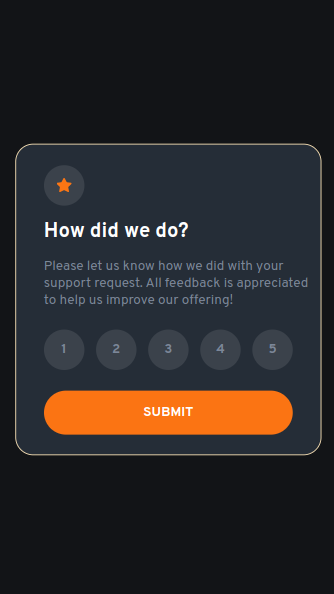 How did we do?
Please let us know how we did with your
support request. All feedback is appreciated
to help us improve our offering!
1 2 3 4 5
SUBMIT